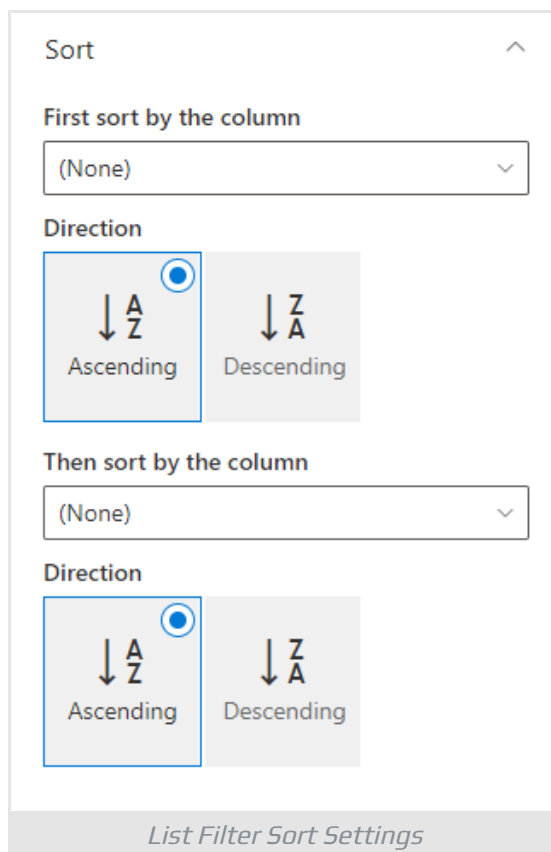 Sort
First sort by the column
(None)
Direction
A Z
Z A
Ascending
Descending
Then sort by the column
(None)
Direction
A Z
Z A
Ascending
Descending
List Filter Sort Settings